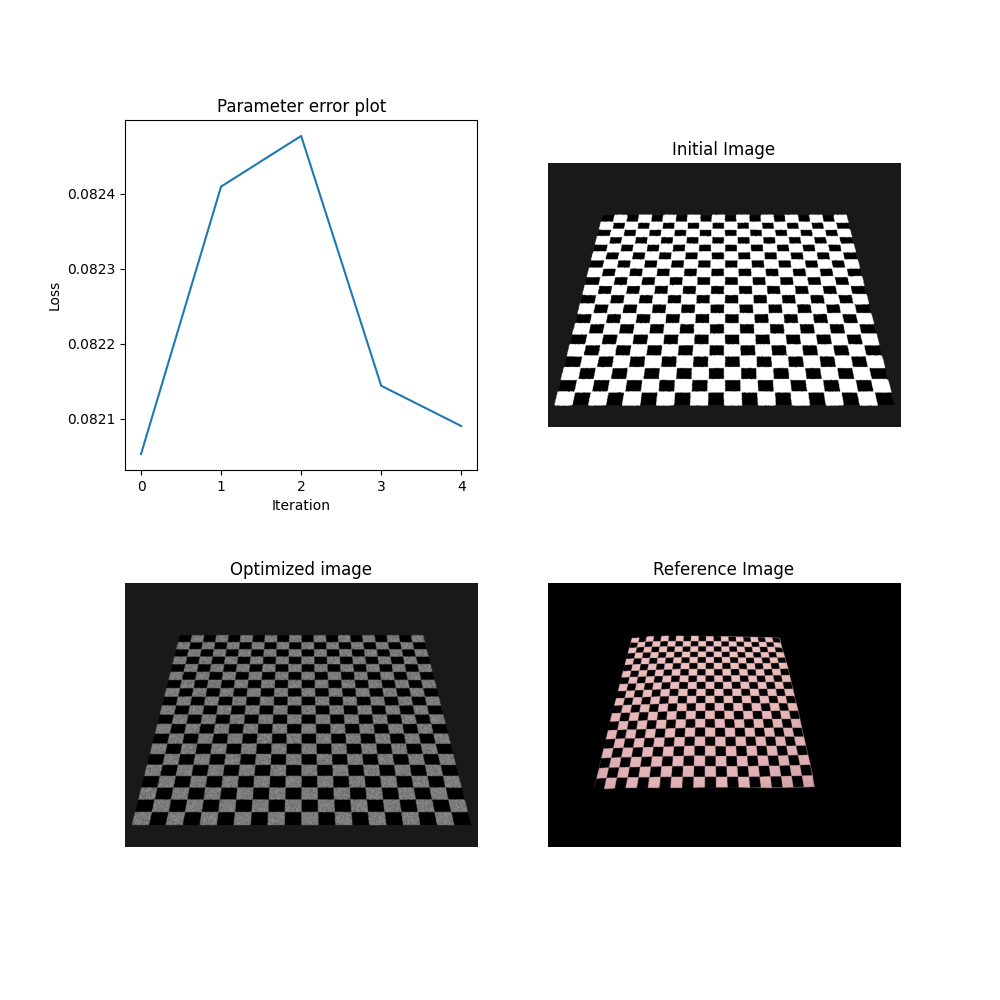 Parameter error plot
Loss
0.0824
0.0823
0.0822
0.0821
0 1 2 3 4
Iteration
Initial Image
Optimized image
Reference Image